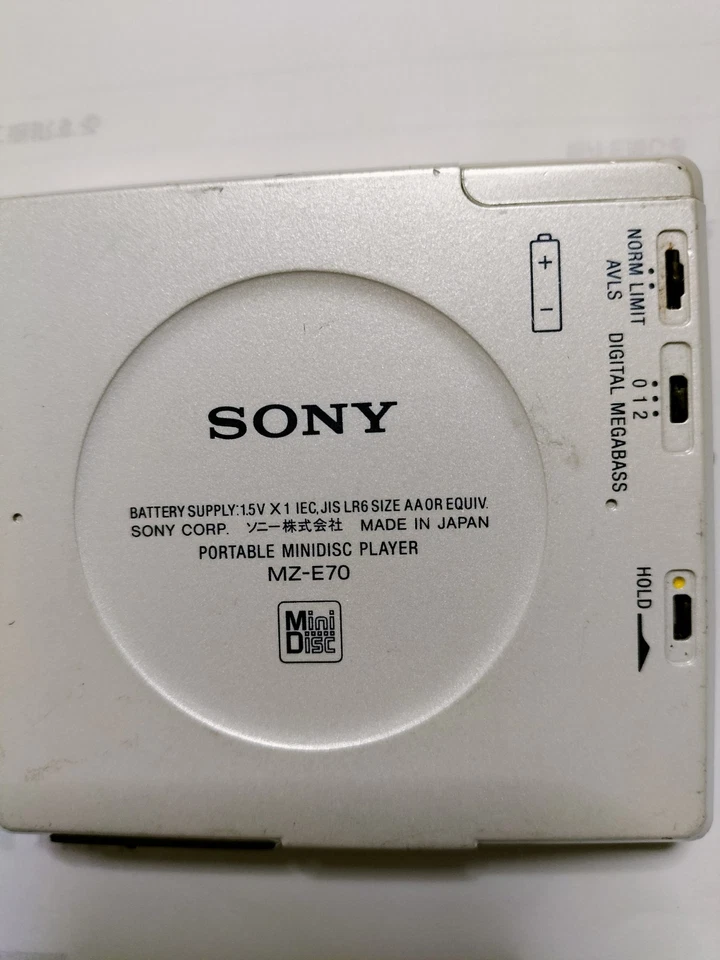 SONY
BATTERY SUPPLY:1.5V X 1 IEC, JIS LR6 SIZE AA OR EQUIV.
SONY CORP. ソニー株式会社 MADE IN JAPAN
PORTABLE MINIDISC PLAYER
MZ-E70
Mini
Disc
+
−
NORM LIMIT
AVLS
0 1 2
DIGITAL MEGABASS
HOLD